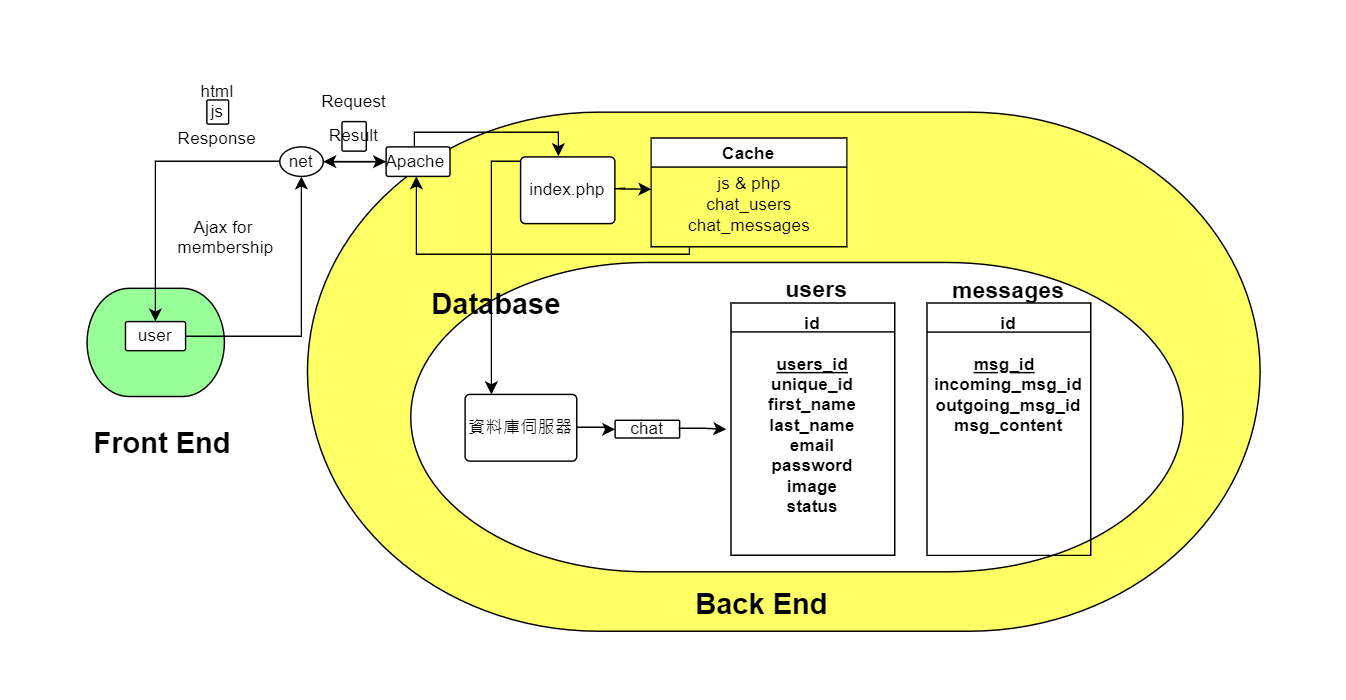 html
js
Response
Request
Result
net
Apache
index.php
Cache
js & php
chat_users
chat_messages
Ajax for
membership
user
Front End
Database
資料庫伺服器
chat
users
id
users_id
unique_id
first_name
last_name
email
password
image
status
messages
id
msg_id
incoming_msg_id
outgoing_msg_id
msg_content
Back End